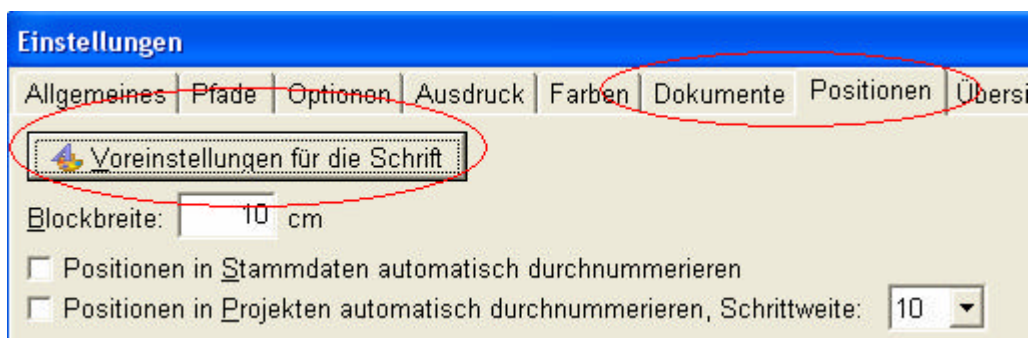 Einstellungen
Allgemeines Pfade Optionen Ausdruck Farben Dokumente Positionen Übersi
Voreinstellungen für die Schrift
Blockbreite: 10 cm
Positionen in Stammdaten automatisch durchnummerieren
Positionen in Projekten automatisch durchnummerieren, Schrittweite: 10